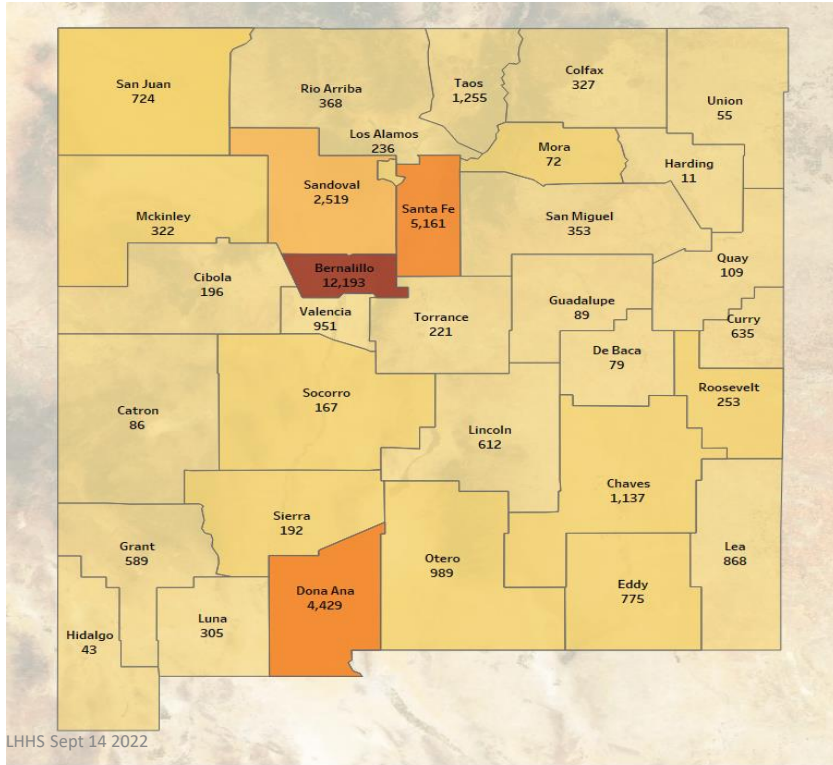 San Juan
724
Rio Arriba
368
Taos
1,255
Colfax
327
Union
55
Los Alamos
236
Mora
72
Harding
11
Sandoval
2,519
Santa Fe
5,161
San Miguel
353
Mckinley
322
Cibola
196
Bernalillo
12,193
Quay
109
Valencia
951
Torrance
221
Guadalupe
89
Curry
635
De Baca
79
Roosevelt
253
Catron
86
Socorro
167
Lincoln
612
Chaves
1,137
Sierra
192
Grant
589
Otero
989
Lea
868
Dona Ana
4,429
Eddy
775
Luna
305
Hidalgo
43
LHHS Sept 14 2022